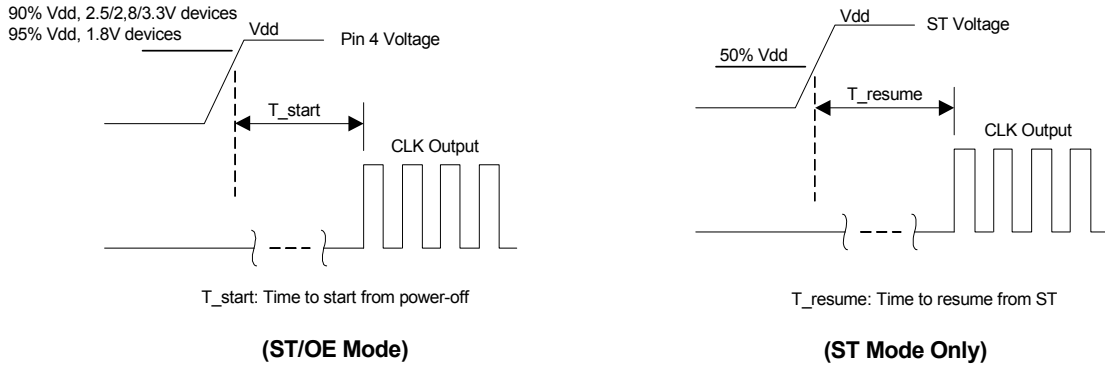 90% Vdd, 2.5/2,8/3.3V devices
95% Vdd, 1.8V devices
Vdd
Pin 4 Voltage
T_start
CLK Output
T_start: Time to start from power-off
(ST/OE Mode)
Vdd
ST Voltage
50% Vdd
T_resume
CLK Output
T_resume: Time to resume from ST
(ST Mode Only)